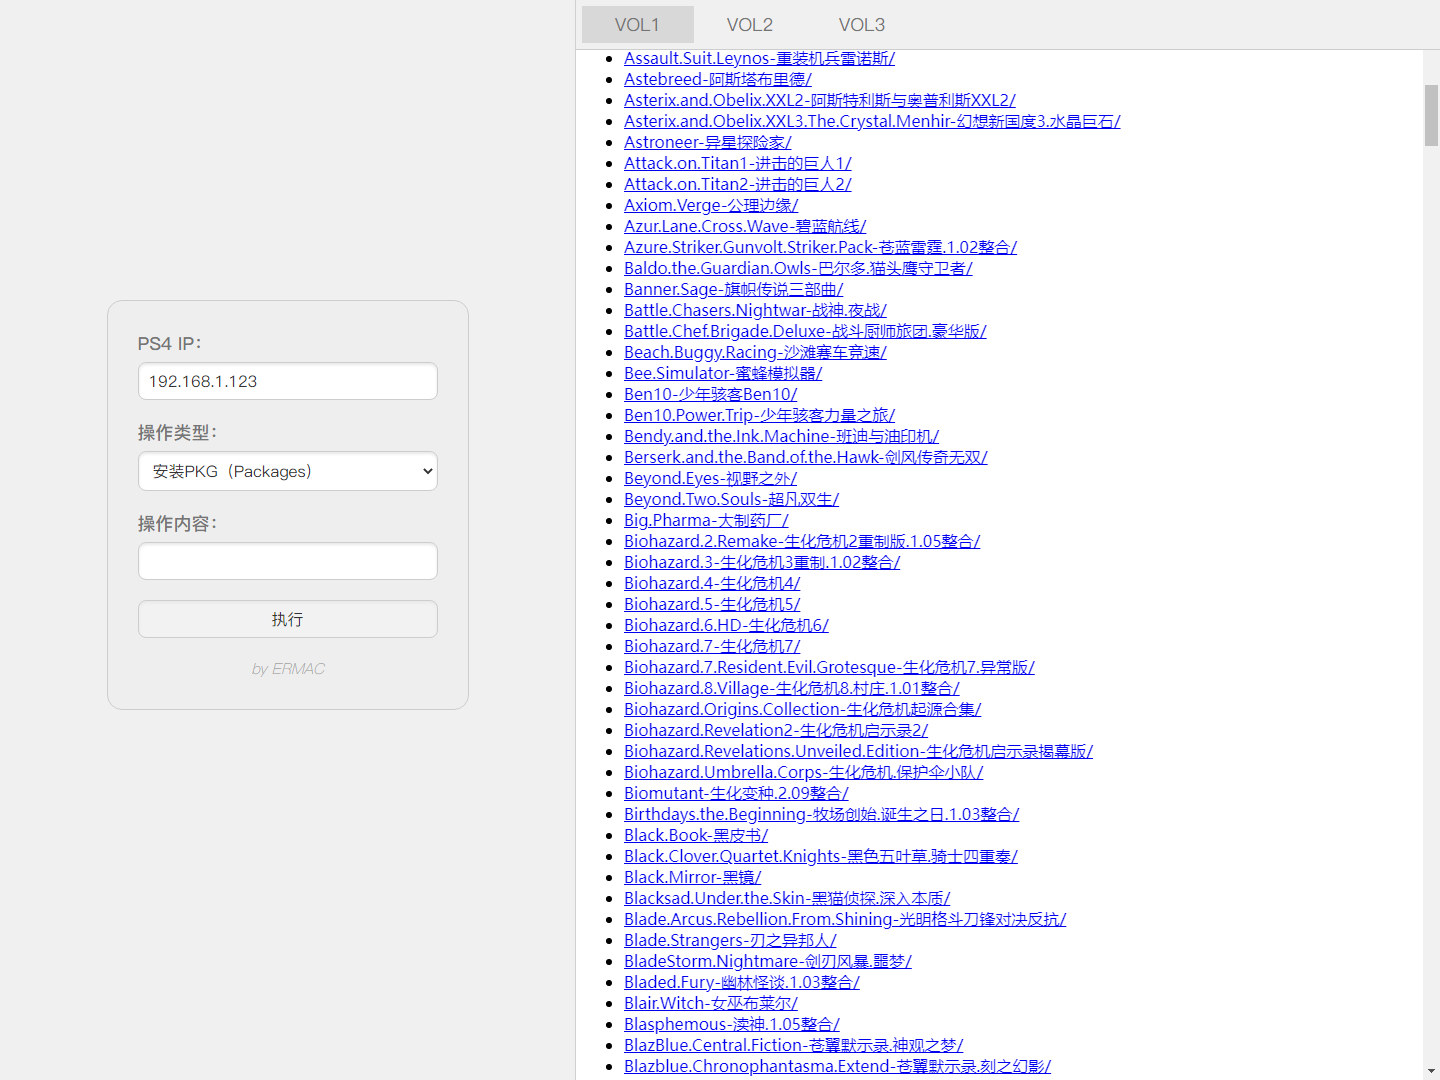 PS4 IP：
192.168.1.123
操作类型：
安装PKG（Packages）
操作内容：
执行
by ERMAC
VOL1
VOL2
VOL3
Assault.Suit.Leynos-重装机兵雷诺斯/
Astebreed-阿斯塔布里德/
Asterix.and.Obelix.XXL2-阿斯特利斯与奥普利斯XXL2/
Asterix.and.Obelix.XXL3.The.Crystal.Menhir-幻想新国度3.水晶巨石/
Astroneer-异星探险家/
Attack.on.Titan1-进击的巨人1/
Attack.on.Titan2-进击的巨人2/
Axiom.Verge-公理边缘/
Azur.Lane.Cross.Wave-碧蓝航线/
Azure.Striker.Gunvolt.Striker.Pack-苍蓝雷霆.1.02整合/
Baldo.the.Guardian.Owls-巴尔多.猫头鹰守卫者/
Banner.Sage-旗帜传说三部曲/
Battle.Chasers.Nightwar-战神.夜战/
Battle.Chef.Brigade.Deluxe-战斗厨师旅团.豪华版/
Beach.Buggy.Racing-沙滩赛车竞速/
Bee.Simulator-蜜蜂模拟器/
Ben10-少年骇客Ben10/
Ben10.Power.Trip-少年骇客力量之旅/
Bendy.and.the.Ink.Machine-班迪与油印机/
Berserk.and.the.Band.of.the.Hawk-剑风传奇无双/
Beyond.Eyes-视野之外/
Beyond.Two.Souls-超凡双生/
Big.Pharma-大制药厂/
Biohazard.2.Remake-生化危机2重制版.1.05整合/
Biohazard.3-生化危机3重制.1.02整合/
Biohazard.4-生化危机4/
Biohazard.5-生化危机5/
Biohazard.6.HD-生化危机6/
Biohazard.7-生化危机7/
Biohazard.7.Resident.Evil.Grotesque-生化危机7.异常版/
Biohazard.8.Village-生化危机8.村庄.1.01整合/
Biohazard.Origins.Collection-生化危机起源合集/
Biohazard.Revelation2-生化危机启示录2/
Biohazard.Revelations.Unveiled.Edition-生化危机启示录揭幕版/
Biohazard.Umbrella.Corps-生化危机.保护伞小队/
Biomutant-生化变种.2.09整合/
Birthdays.the.Beginning-牧场创始.诞生之日.1.03整合/
Black.Book-黑皮书/
Black.Clover.Quartet.Knights-黑色五叶草.骑士四重奏/
Black.Mirror-黑镜/
Blacksad.Under.the.Skin-黑猫侦探.深入本质/
Blade.Arcus.Rebellion.From.Shining-光明格斗刀锋对决反抗/
Blade.Strangers-刃之异邦人/
BladeStorm.Nightmare-剑刃风暴.噩梦/
Bladed.Fury-幽林怪谈.1.03整合/
Blair.Witch-女巫布莱尔/
Blasphemous-渎神.1.05整合/
BlazBlue.Central.Fiction-苍翼默示录.神观之梦/
Blazblue.Chronophantasma.Extend-苍翼默示录.刻之幻影/